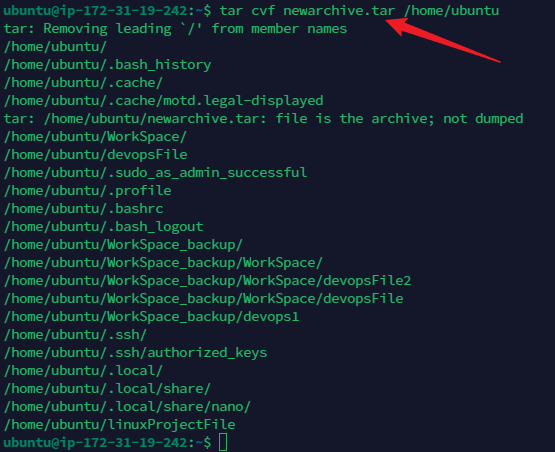 ubuntu@ip-172-31-19-242:~$ tar cvf newarchive.tar /home/ubuntu
tar: Removing leading `/' from member names
/home/ubuntu/
/home/ubuntu/.bash_history
/home/ubuntu/.cache/
/home/ubuntu/.cache/motd.legal-displayed
tar: /home/ubuntu/newarchive.tar: file is the archive; not dumped
/home/ubuntu/WorkSpace/
/home/ubuntu/devopsFile
/home/ubuntu/.sudo_as_admin_successful
/home/ubuntu/.profile
/home/ubuntu/.bashrc
/home/ubuntu/.bash_logout
/home/ubuntu/WorkSpace_backup/
/home/ubuntu/WorkSpace_backup/WorkSpace/
/home/ubuntu/WorkSpace_backup/WorkSpace/devopsFile2
/home/ubuntu/WorkSpace_backup/WorkSpace/devopsFile
/home/ubuntu/WorkSpace_backup/devops1
/home/ubuntu/.ssh/
/home/ubuntu/.ssh/authorized_keys
/home/ubuntu/.local/
/home/ubuntu/.local/share/
/home/ubuntu/.local/share/nano/
/home/ubuntu/linuxProjectFile
ubuntu@ip-172-31-19-242:~$